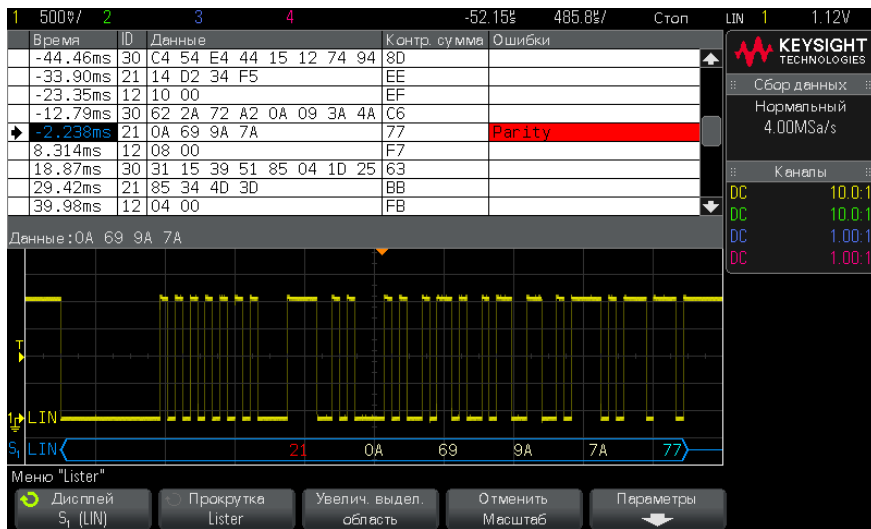 1 500♉/ 2 3 4 -52.15 485.8 / Стоп LIN 1 1.12V
Время ID Данные Контр. сумма Ошибки
-44.46ms 30 C4 54 E4 44 15 12 74 94 8D
-33.90ms 21 14 D2 34 F5 EE
-23.35ms 12 10 00 EF
-12.79ms 30 62 2A 72 A2 0A 09 3A 4A C6
-2.238ms 21 0A 69 9A 7A 77 Parity
8.314ms 12 08 00 F7
18.87ms 30 31 15 39 51 85 04 1D 25 63
29.42ms 21 85 34 4D 3D BB
39.98ms 12 04 00 FB
Данные:0A 69 9A 7A
KEYSIGHT
TECHNOLOGIES
Сбор данных
Нормальный
4.00MSa/s
Каналы
DC 10.0:1
DC 10.0:1
DC 1.00:1
DC 1.00:1
T
1 LIN
S1 LIN 21 0A 69 9A 7A 77
Меню "Lister"
Дисплей
S1 (LIN)
Прокрутка
Lister
Увелич. выдел.
область
Отменить
Масштаб
Параметры